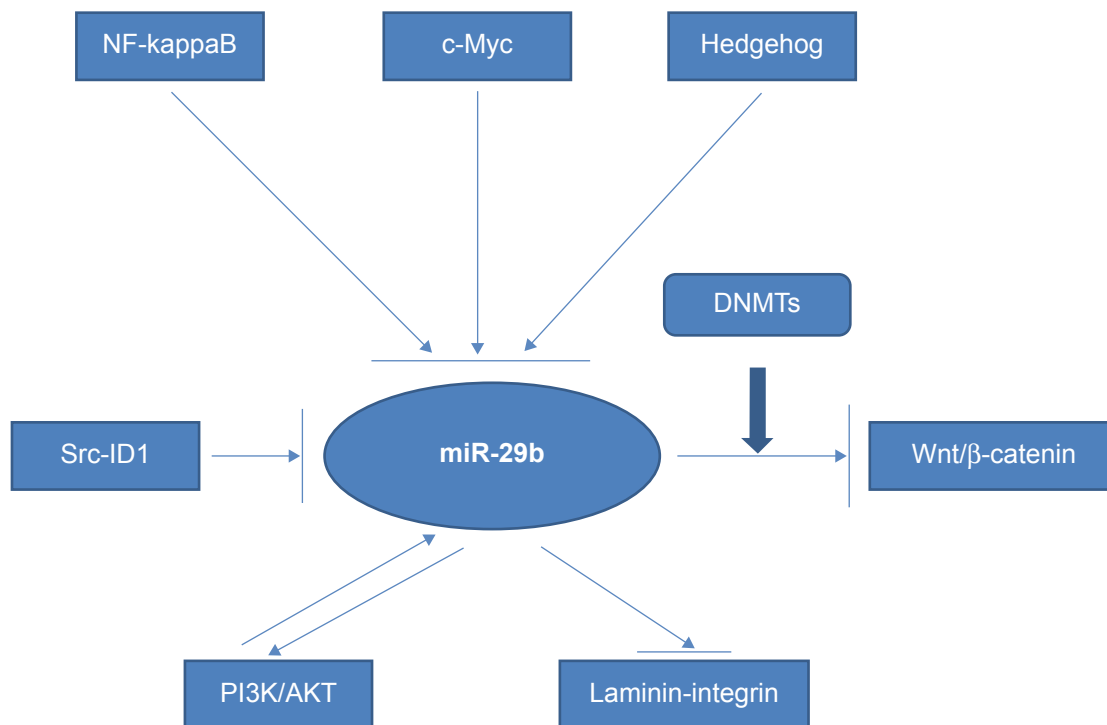 NF-kappaB
c-Myc
Hedgehog
DNMTs
Src-ID1
miR-29b
Wnt/β-catenin
PI3K/AKT
Laminin-integrin